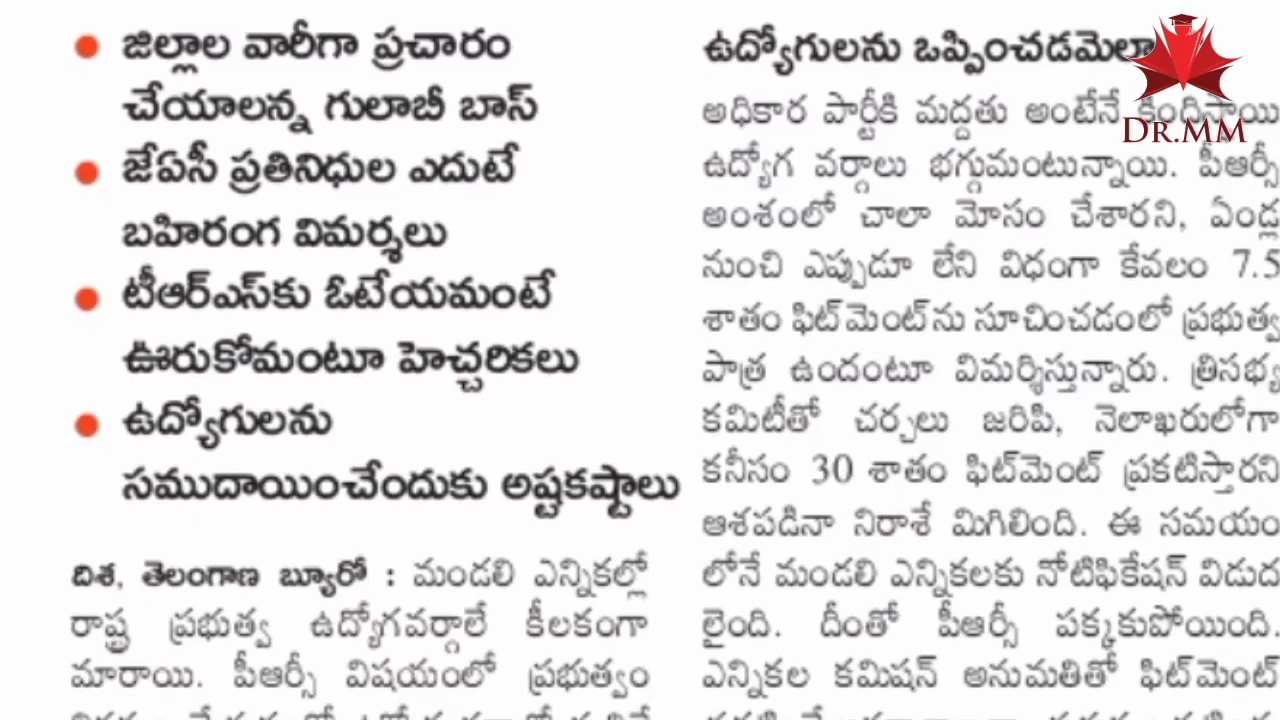 జిల్లాల వారీగా ప్రచారం
చేయాలన్న గులాబీ బాస్
జేఏసీ ప్రతినిధుల ఎదుటే
బహిరంగ విమర్శలు
టీఆర్ఎస్‌కు ఓటేయమంటే
ఊరుకోమంటూ హెచ్చరికలు
ఉద్యోగులను
సముదాయించేందుకు అష్టకష్టాలు
దిశ, తెలంగాణ బ్యూరో : మండలి ఎన్నికల్లో
రాష్ట్ర ప్రభుత్వ ఉద్యోగవర్గాలే కీలకంగా
మారాయి. పీఆర్సీ విషయంలో ప్రభుత్వం
ఉద్యోగులను ఒప్పించడమెలా
అధికార పార్టీకి మద్దతు అంటేనే
ఉద్యోగ వర్గాలు భగ్గుమంటున్నాయి. పీఆర్సీ
అంశంలో చాలా మోసం చేశారని, ఏండ్ల
నుంచి ఎప్పుడూ లేని విధంగా కేవలం 7.5
శాతం ఫిట్‌మెంట్‌ను సూచించడంలో ప్రభుత్వ
పాత్ర ఉందంటూ విమర్శిస్తున్నారు. త్రిసభ్య
కమిటీతో చర్చలు జరిపి, నెలాఖరులోగా
కనీసం 30 శాతం ఫిట్‌మెంట్ ప్రకటిస్తారని
ఆశపడినా నిరాశే మిగిలింది. ఈ సమయం
లోనే మండలి ఎన్నికలకు నోటిఫికేషన్ విడుద
లైంది. దీంతో పీఆర్సీ పక్కకుపోయింది.
ఎన్నికల కమిషన్ అనుమతితో ఫిట్‌మెంట్
DR.MM